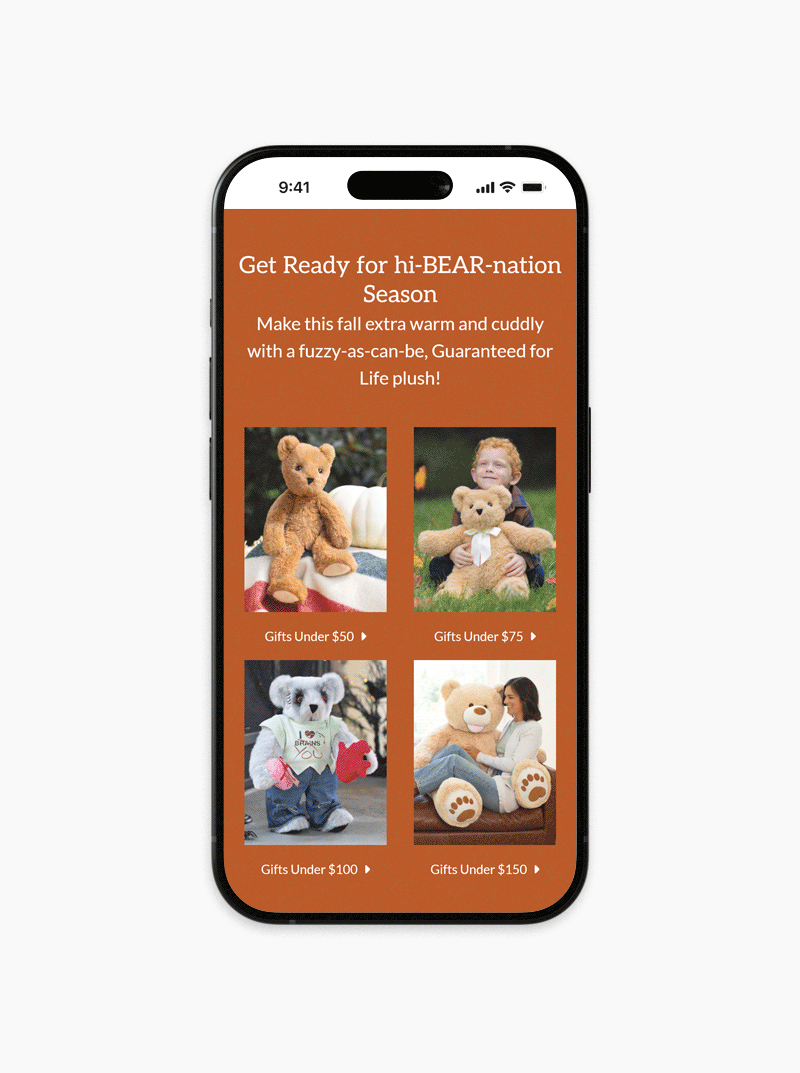 9:41
Get Ready for hi-BEAR-nation
Season
Make this fall extra warm and cuddly
with a fuzzy-as-can-be, Guaranteed for
Life plush!
I
BRAINS
YOU
Gifts Under $50
Gifts Under $75
Gifts Under $100
Gifts Under $150